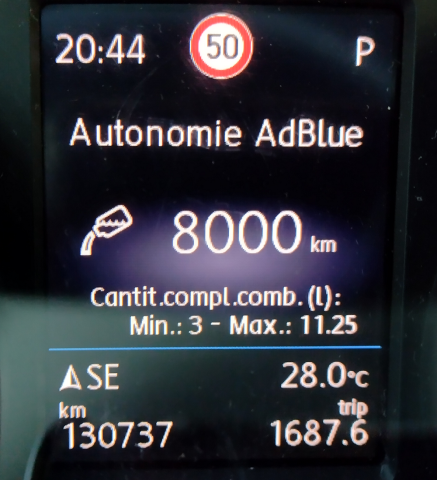 20:44 50 P
Autonomie AdBlue
8000 km
Cantit.compl.comb.(l):
Min.: 3 - Max.: 11.25
SE 28.0°c
km trip
130737 1687.6